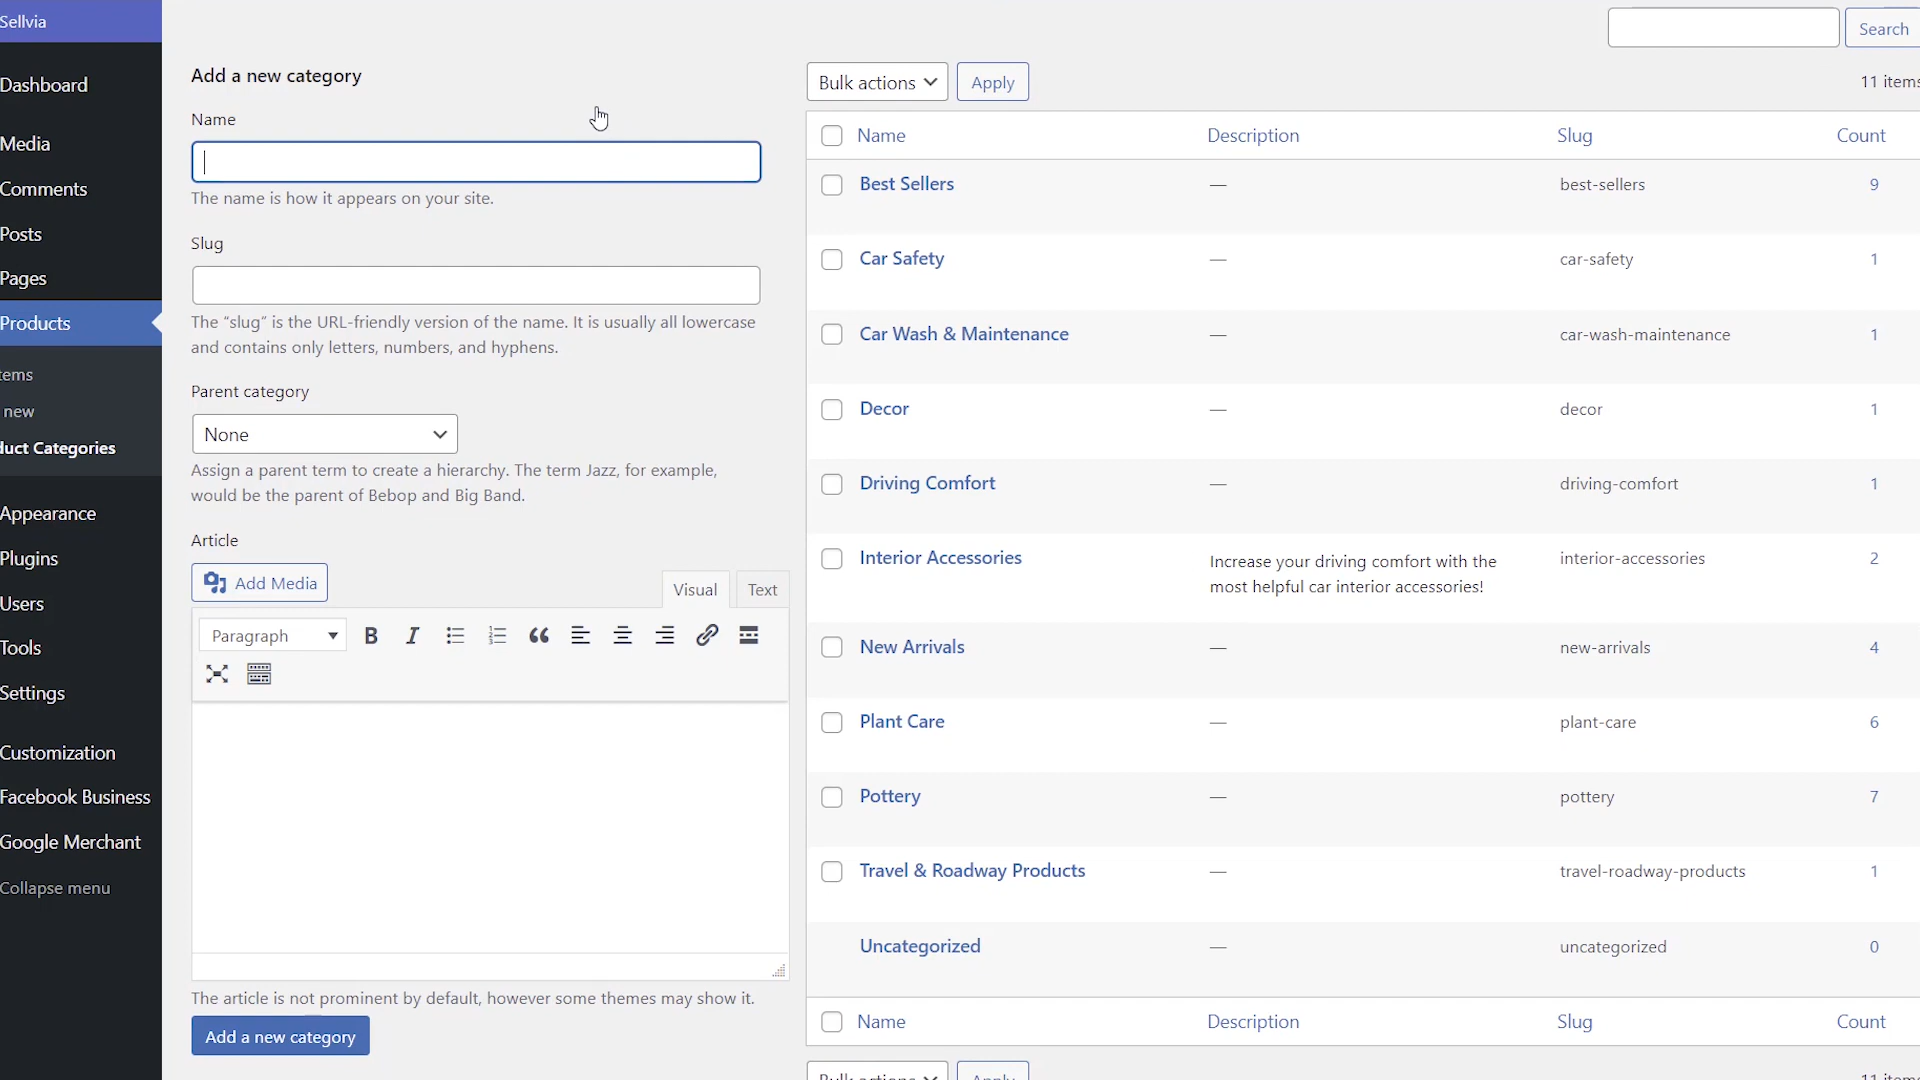 Sellvia
Dashboard
Media
Comments
Posts
Pages
Products
new
Product Categories
Appearance
Plugins
Users
Tools
Settings
Customization
Facebook Business
Google Merchant
Collapse menu
Add a new category
Name
The name is how it appears on your site.
Slug
The “slug” is the URL-friendly version of the name. It is usually all lowercase
and contains only letters, numbers, and hyphens.
Parent category
None
Assign a parent term to create a hierarchy. The term Jazz, for example,
would be the parent of Bebop and Big Band.
Article
Add Media
Visual Text
Paragraph
The article is not prominent by default, however some themes may show it.
Add a new category
Search
Bulk actions Apply 11 items
Name Description Slug Count
Best Sellers — best-sellers 9
Car Safety — car-safety 1
Car Wash & Maintenance — car-wash-maintenance 1
Decor — decor 1
Driving Comfort — driving-comfort 1
Interior Accessories Increase your driving comfort with the interior-accessories 2
most helpful car interior accessories!
New Arrivals — new-arrivals 4
Plant Care — plant-care 6
Pottery — pottery 7
Travel & Roadway Products — travel-roadway-products 1
Uncategorized — uncategorized 0
Name Description Slug Count
Bulk actions Apply 11 items